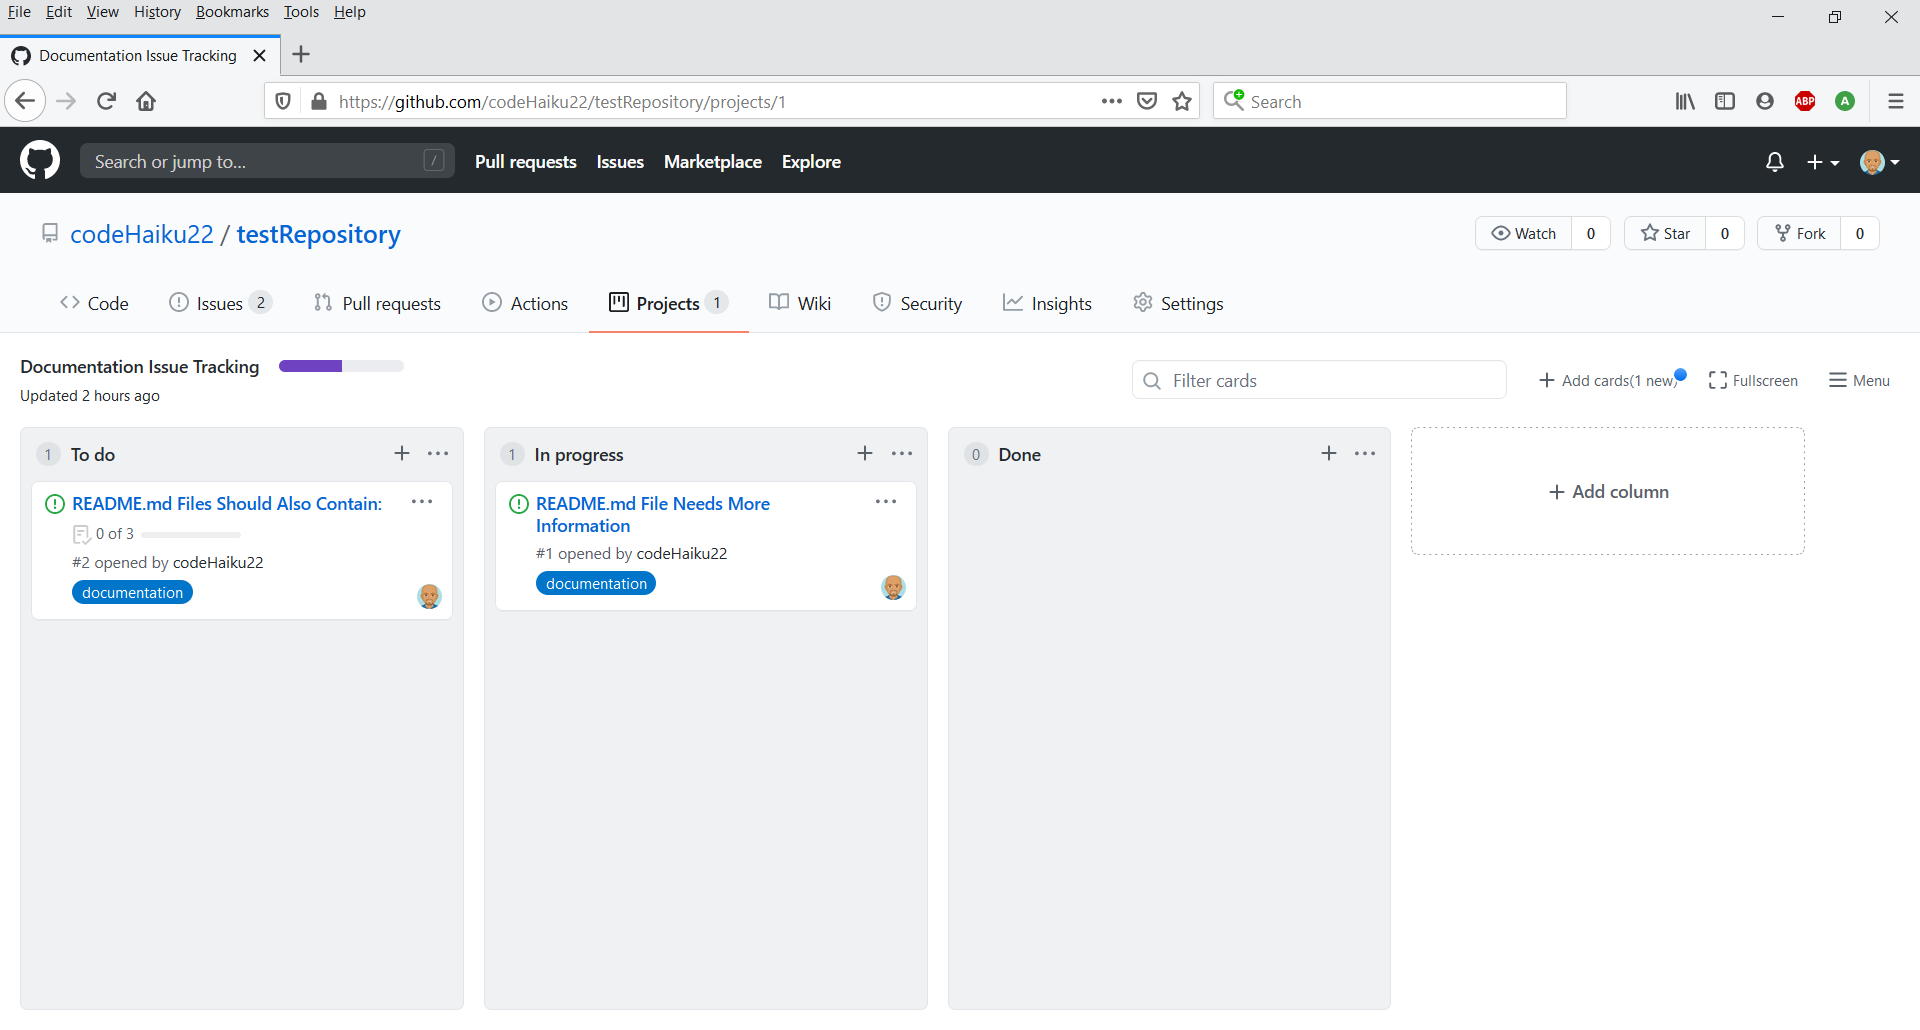 File Edit View History Bookmarks Tools Help
Documentation Issue Tracking
https://github.com/codeHaiku22/testRepository/projects/1
Search
ABP
A
Search or jump to...
/
Pull requests Issues Marketplace Explore
codeHaiku22 / testRepository
Watch 0
Star 0
Fork 0
Code
Issues 2
Pull requests
Actions
Projects 1
Wiki
Security
Insights
Settings
Documentation Issue Tracking
Updated 2 hours ago
Filter cards
Add cards(1 new)
Fullscreen
Menu
1 To do
README.md Files Should Also Contain:
0 of 3
#2 opened by codeHaiku22
documentation
1 In progress
README.md File Needs More
Information
#1 opened by codeHaiku22
documentation
0 Done
Add column